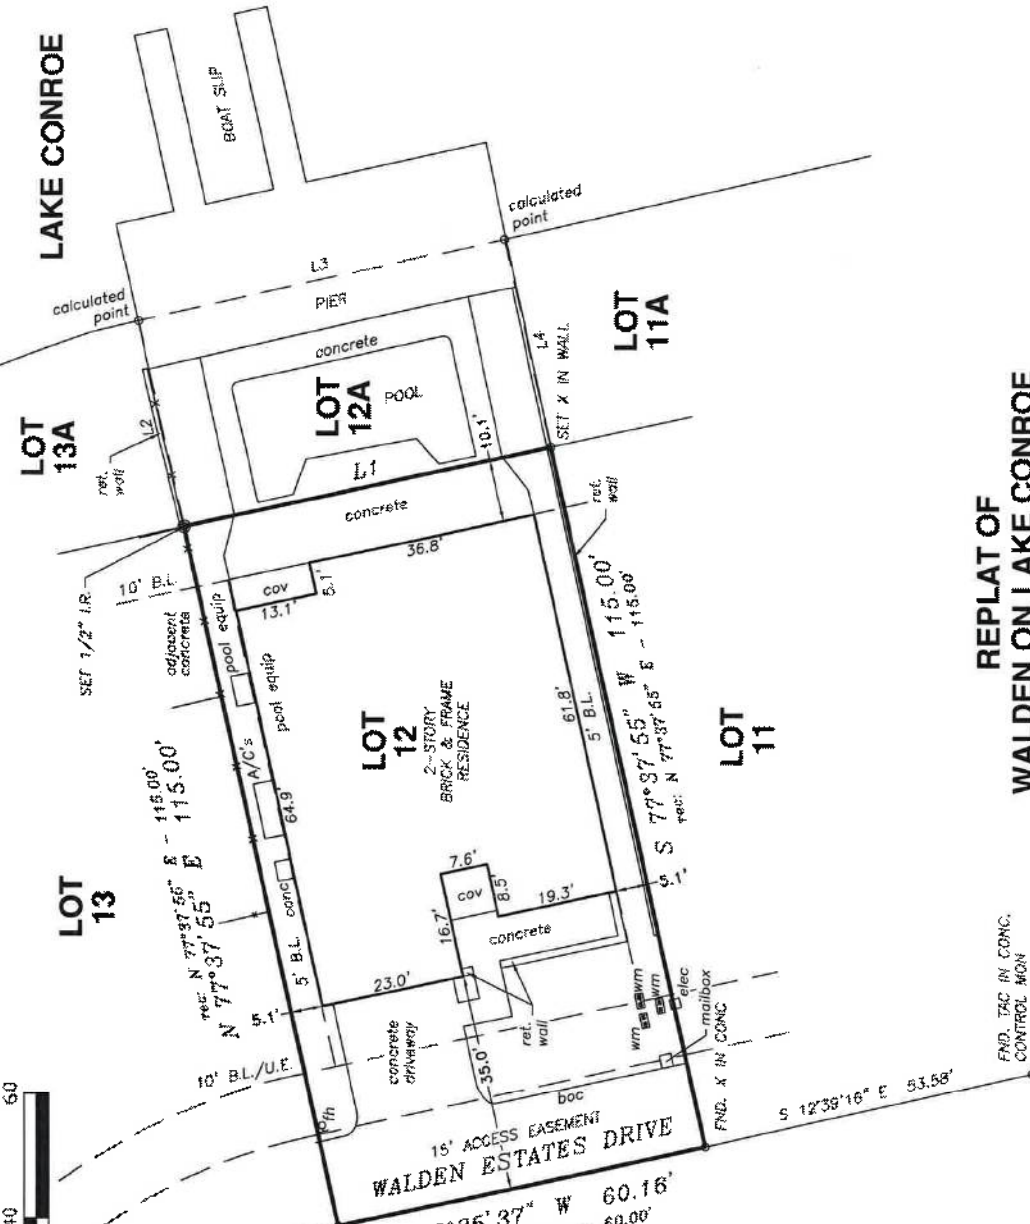 LAKE CONROE
BOAT SLIP
calculated
point
calculated
point
L3
PIER
concrete
LOT
12A
POOL
LOT
13A
L2
ret.
wall
L4
SET X IN WALL
LOT
11A
L1
10.1'
concrete
SET 1/2" I.R.
10' B.L.
cov
13.1'
5.1'
36.8'
ret.
wall
adjacent
concrete
pool equip
pool equip
A/C's
64.9'
LOT
12
2-STORY
BRICK & FRAME
RESIDENCE
61.8'
5' B.L.
S 77°37'55" W 115.00'
rec: N 77°37'55" E - 115.00'
LOT
11
LOT
13
rec: N 77°37'55" E - 115.00'
N 77°37'55" E 115.00'
conc
5' B.L.
5.1'
7.6'
cov
8.5'
16.7'
19.3'
5.1'
concrete
23.0'
10' B.L./U.E.
concrete
driveway
ret.
wall
35.0'
wm
wm
wm
elec
mailbox
fh
boc
FND. X IN CONC
15' ACCESS EASEMENT
WALDEN ESTATES DRIVE
37" W 60.16'
60.00'
S 12°39'16" E 53.58'
FND. TAC IN CONC.
CONTROL MON
REPLAT OF
WALDEN ON LAKE CONROE
60
40